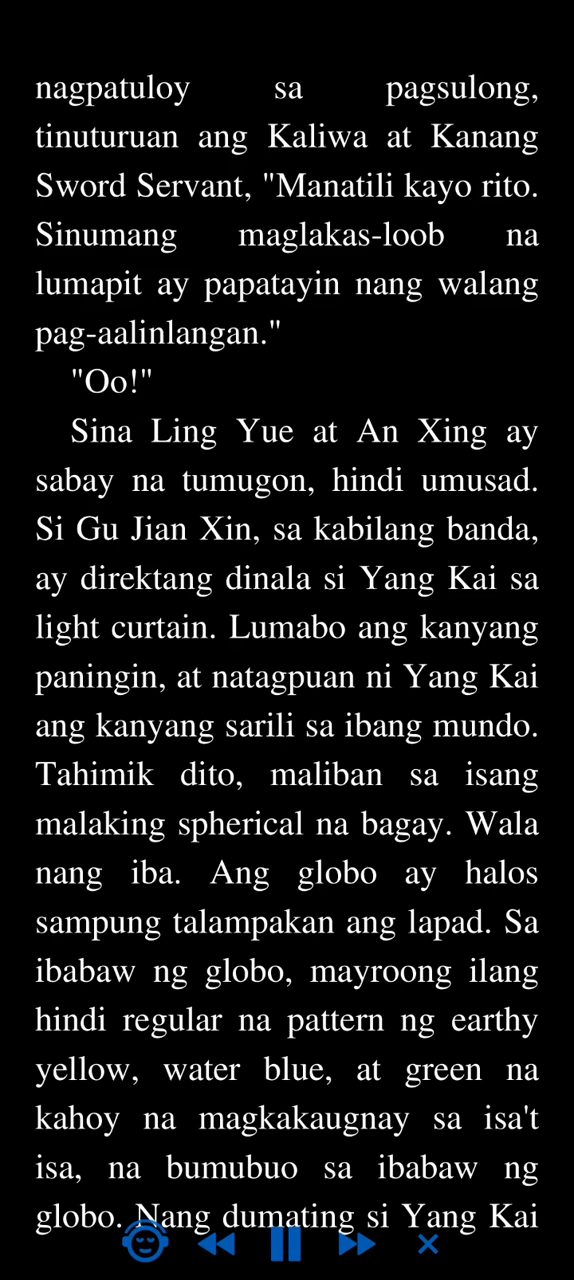 nagpatuloy sa pagsulong,
tinuturuan ang Kaliwa at Kanang
Sword Servant, "Manatili kayo rito.
Sinumang maglakas-loob na
lumapit ay papatayin nang walang
pag-aalinlangan."
"Oo!"
Sina Ling Yue at An Xing ay
sabay na tumugon, hindi umusad.
Si Gu Jian Xin, sa kabilang banda,
ay direktang dinala si Yang Kai sa
light curtain. Lumabo ang kanyang
paningin, at natagpuan ni Yang Kai
ang kanyang sarili sa ibang mundo.
Tahimik dito, maliban sa isang
malaking spherical na bagay. Wala
nang iba. Ang globo ay halos
sampung talampakan ang lapad. Sa
ibabaw ng globo, mayroong ilang
hindi regular na pattern ng earthy
yellow, water blue, at green na
kahoy na magkakaugnay sa isa't
isa, na bumubuo sa ibabaw ng
globo. Nang dumating si Yang Kai